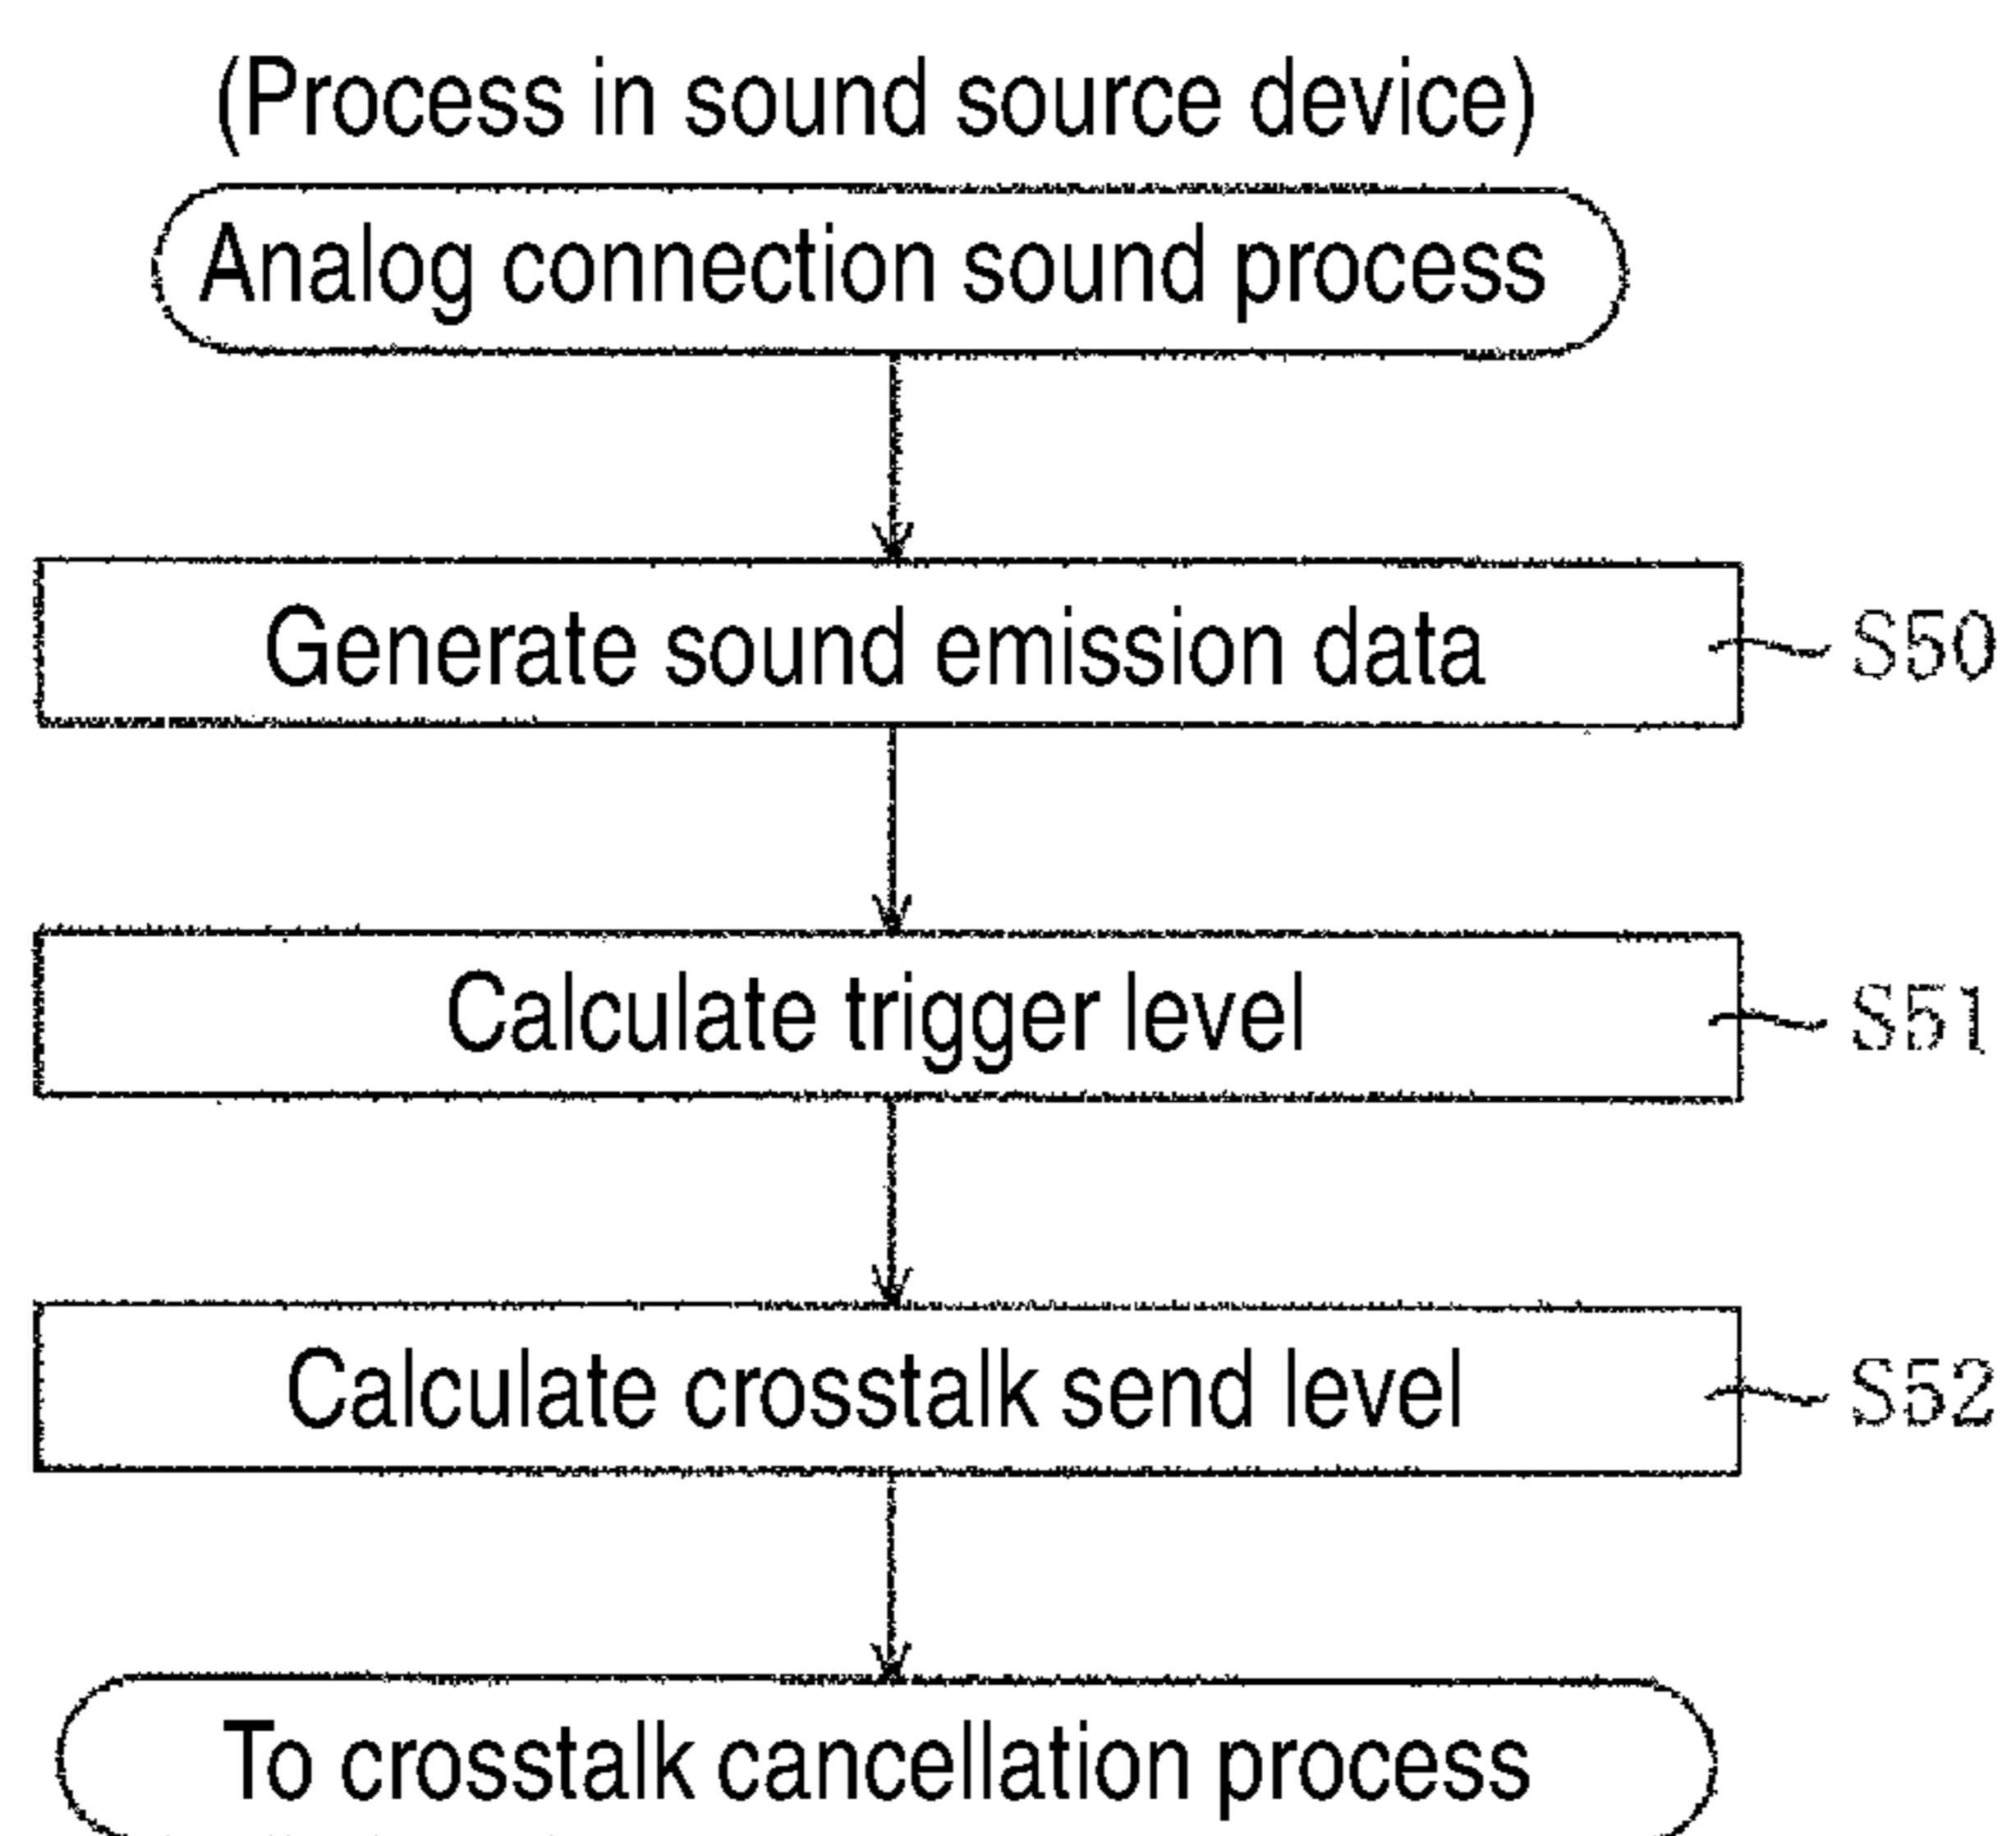 (Process in sound source device)
Analog connection sound process
Generate sound emission data
S50
Calculate trigger level
S51
Calculate crosstalk send level
S52
To crosstalk cancellation process